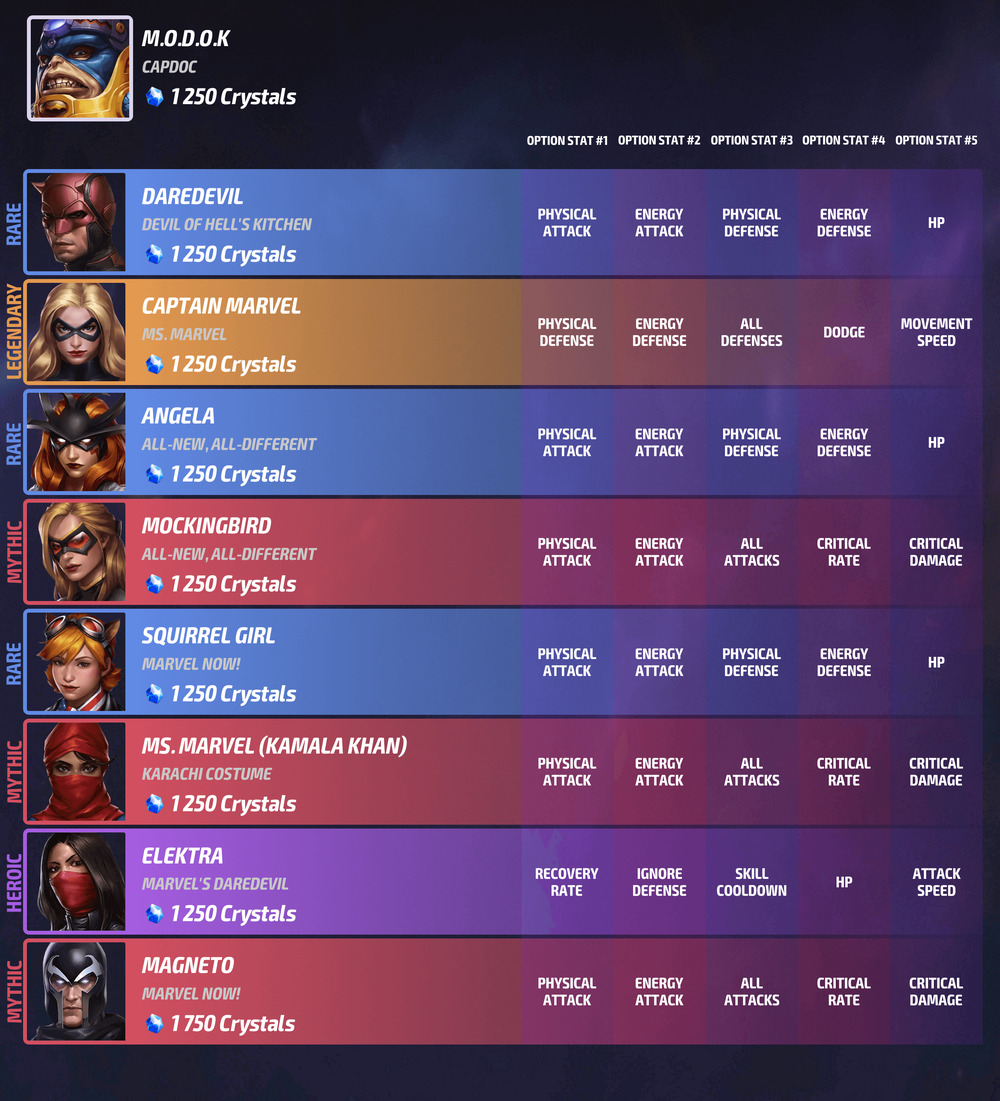 M.O.D.O.K
CAPDOC
1 250 Crystals
OPTION STAT #1 OPTION STAT #2 OPTION STAT #3 OPTION STAT #4 OPTION STAT #5
RARE
DAREDEVIL
DEVIL OF HELL'S KITCHEN
1 250 Crystals
PHYSICAL
ATTACK
ENERGY
ATTACK
PHYSICAL
DEFENSE
ENERGY
DEFENSE
HP
LEGENDARY
CAPTAIN MARVEL
MS. MARVEL
1 250 Crystals
PHYSICAL
DEFENSE
ENERGY
DEFENSE
ALL
DEFENSES
DODGE
MOVEMENT
SPEED
RARE
ANGELA
ALL-NEW, ALL-DIFFERENT
1 250 Crystals
PHYSICAL
ATTACK
ENERGY
ATTACK
PHYSICAL
DEFENSE
ENERGY
DEFENSE
HP
MYTHIC
MOCKINGBIRD
ALL-NEW, ALL-DIFFERENT
1 250 Crystals
PHYSICAL
ATTACK
ENERGY
ATTACK
ALL
ATTACKS
CRITICAL
RATE
CRITICAL
DAMAGE
RARE
SQUIRREL GIRL
MARVEL NOW!
1 250 Crystals
PHYSICAL
ATTACK
ENERGY
ATTACK
PHYSICAL
DEFENSE
ENERGY
DEFENSE
HP
MYTHIC
MS. MARVEL (KAMALA KHAN)
KARACHI COSTUME
1 250 Crystals
PHYSICAL
ATTACK
ENERGY
ATTACK
ALL
ATTACKS
CRITICAL
RATE
CRITICAL
DAMAGE
HEROIC
ELEKTRA
MARVEL'S DAREDEVIL
1 250 Crystals
RECOVERY
RATE
IGNORE
DEFENSE
SKILL
COOLDOWN
HP
ATTACK
SPEED
MYTHIC
MAGNETO
MARVEL NOW!
1 750 Crystals
PHYSICAL
ATTACK
ENERGY
ATTACK
ALL
ATTACKS
CRITICAL
RATE
CRITICAL
DAMAGE